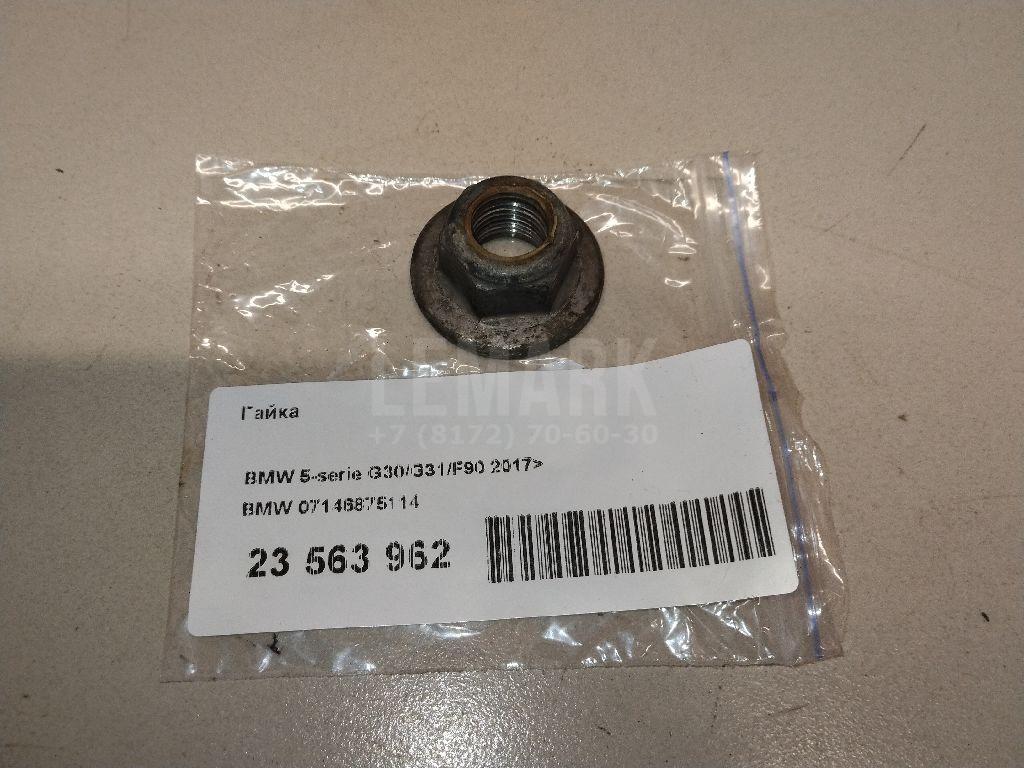 LEMARK
+7 (8172) 70-60-30
Гайка
BMW 5-serie G30/G31/F90 2017>
BMW 07146875114
23 563 962